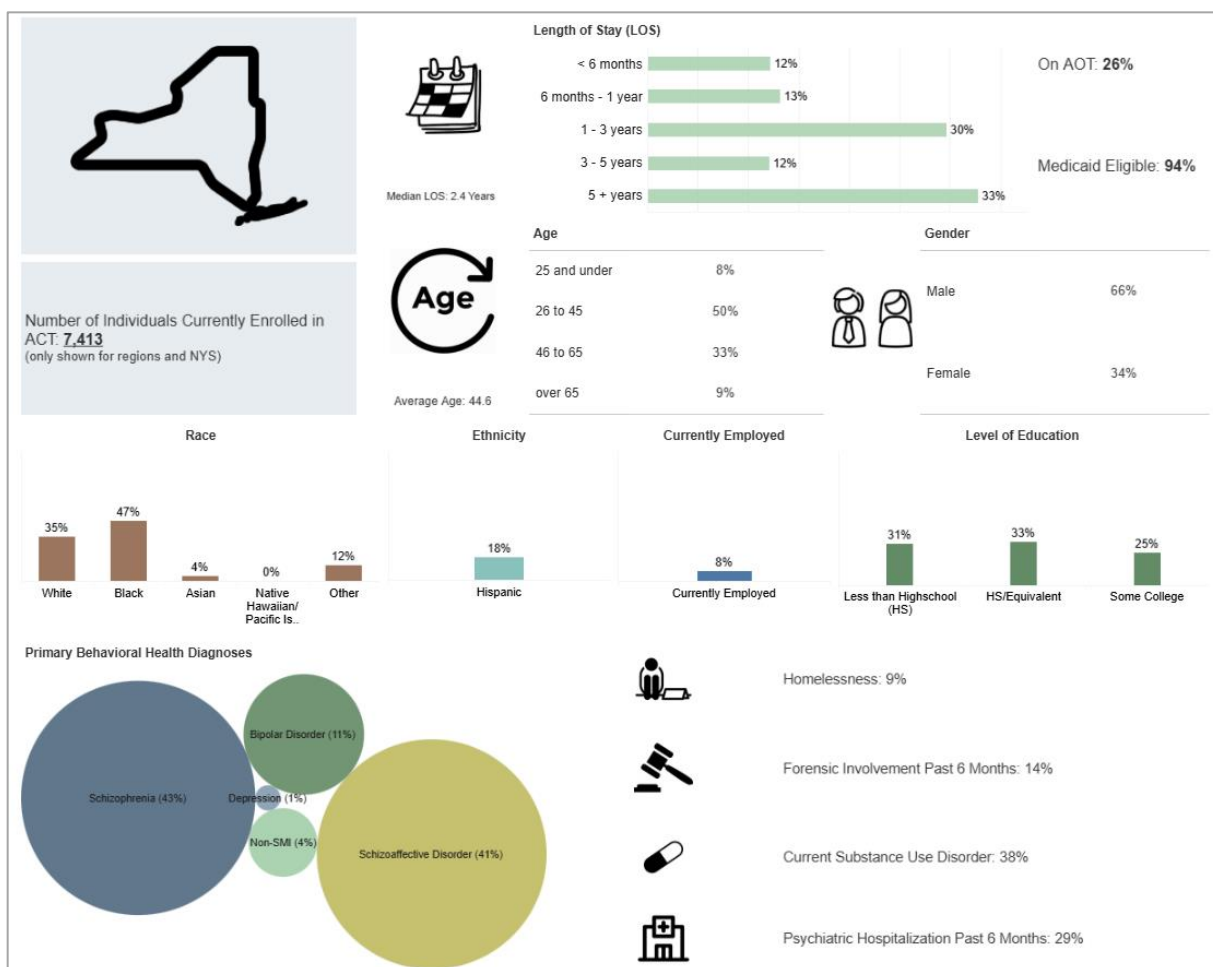 Length of Stay (LOS)
< 6 months 12%
6 months - 1 year 13%
1 - 3 years 30%
3 - 5 years 12%
5 + years 33%
Median LOS: 2.4 Years
On AOT: 26%
Medicaid Eligible: 94%
Number of Individuals Currently Enrolled in
ACT: 7,413
(only shown for regions and NYS)
Age
Average Age: 44.6
Age
25 and under 8%
26 to 45 50%
46 to 65 33%
over 65 9%
Gender
Male 66%
Female 34%
Race
35%
47%
4%
0%
12%
White
Black
Asian
Native
Hawaiian/
Pacific Is..
Other
Ethnicity
18%
Hispanic
Currently Employed
8%
Currently Employed
Level of Education
31%
33%
25%
Less than Highschool
(HS)
HS/Equivalent
Some College
Primary Behavioral Health Diagnoses
Schizophrenia (43%)
Bipolar Disorder (11%)
Depression (1%)
Non-SMI (4%)
Schizoaffective Disorder (41%)
Homelessness: 9%
Forensic Involvement Past 6 Months: 14%
Current Substance Use Disorder: 38%
Psychiatric Hospitalization Past 6 Months: 29%